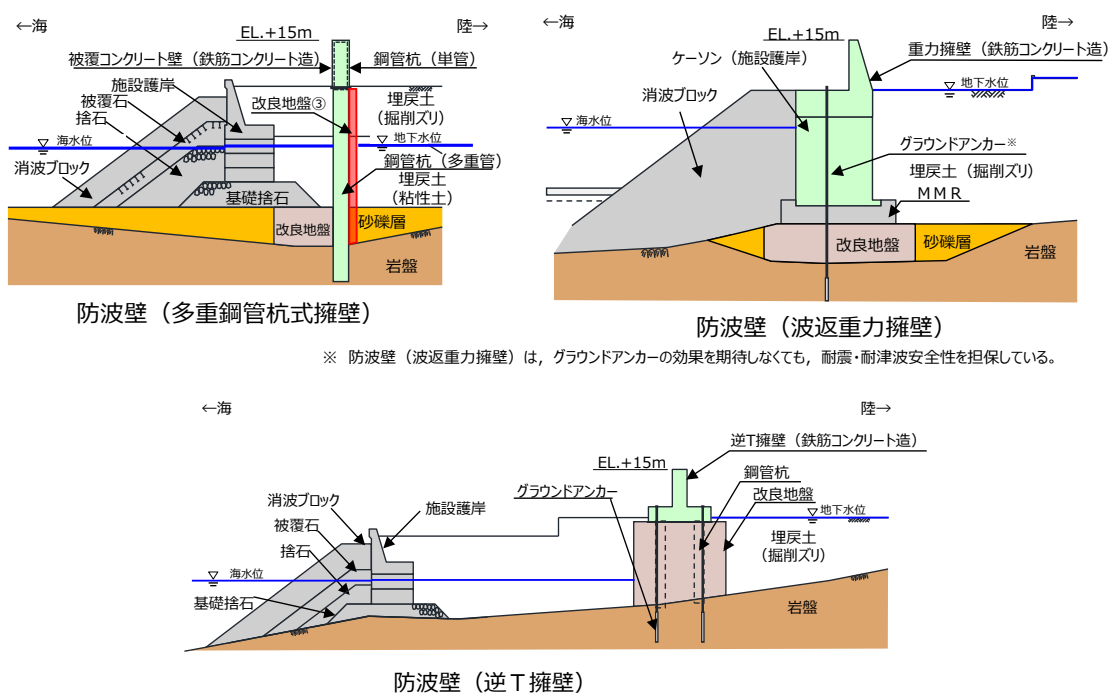 ←海
陸→
EL.+15m
被覆コンクリート壁(鉄筋コンクリート造)
鋼管杭(単管)
施設護岸
被覆石
捨石
改良地盤③
埋戻土
(掘削ズリ)
海水位
地下水位
消波ブロック
鋼管杭(多重管)
埋戻土
(粘性土)
基礎捨石
改良地盤
砂礫層
岩盤
防波壁(多重鋼管杭式擁壁)
←海
陸→
EL.+15m
ケーソン(施設護岸)
重力擁壁(鉄筋コンクリート造)
消波ブロック
地下水位
海水位
グラウンドアンカー※
埋戻土(掘削ズリ)
MMR
改良地盤
砂礫層
岩盤
防波壁(波返重力擁壁)
※ 防波壁(波返重力擁壁)は,グラウンドアンカーの効果を期待しなくても,耐震・耐津波安全性を担保している。
←海
陸→
逆T擁壁(鉄筋コンクリート造)
EL.+15m
鋼管杭
グラウンドアンカー
改良地盤
消波ブロック
施設護岸
被覆石
地下水位
捨石
埋戻土
(掘削ズリ)
海水位
基礎捨石
岩盤
防波壁(逆T擁壁)